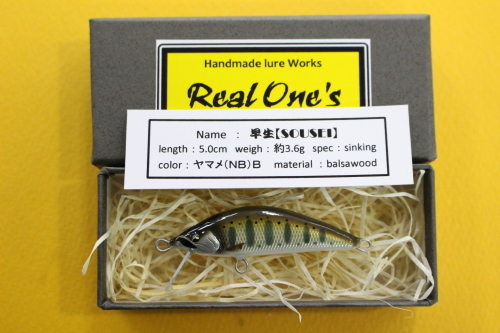 Handmade lure Works
Real One's
Name : 早生【SOUSEI】
length : 5.0cm weigh : 約3.6g spec : sinking
color : ヤマメ(NB)B material : balsawood